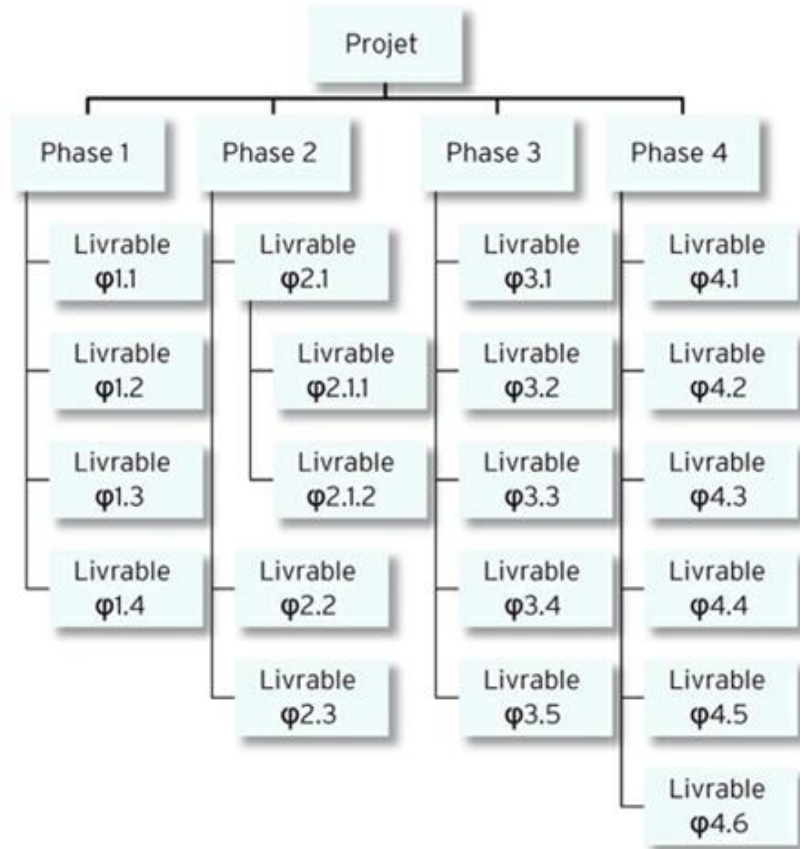 Projet
Phase 1
Phase 2
Phase 3
Phase 4
Livrable
φ1.1
Livrable
φ1.2
Livrable
φ1.3
Livrable
φ1.4
Livrable
φ2.1
Livrable
φ2.1.1
Livrable
φ2.1.2
Livrable
φ2.2
Livrable
φ2.3
Livrable
φ3.1
Livrable
φ3.2
Livrable
φ3.3
Livrable
φ3.4
Livrable
φ3.5
Livrable
φ4.1
Livrable
φ4.2
Livrable
φ4.3
Livrable
φ4.4
Livrable
φ4.5
Livrable
φ4.6